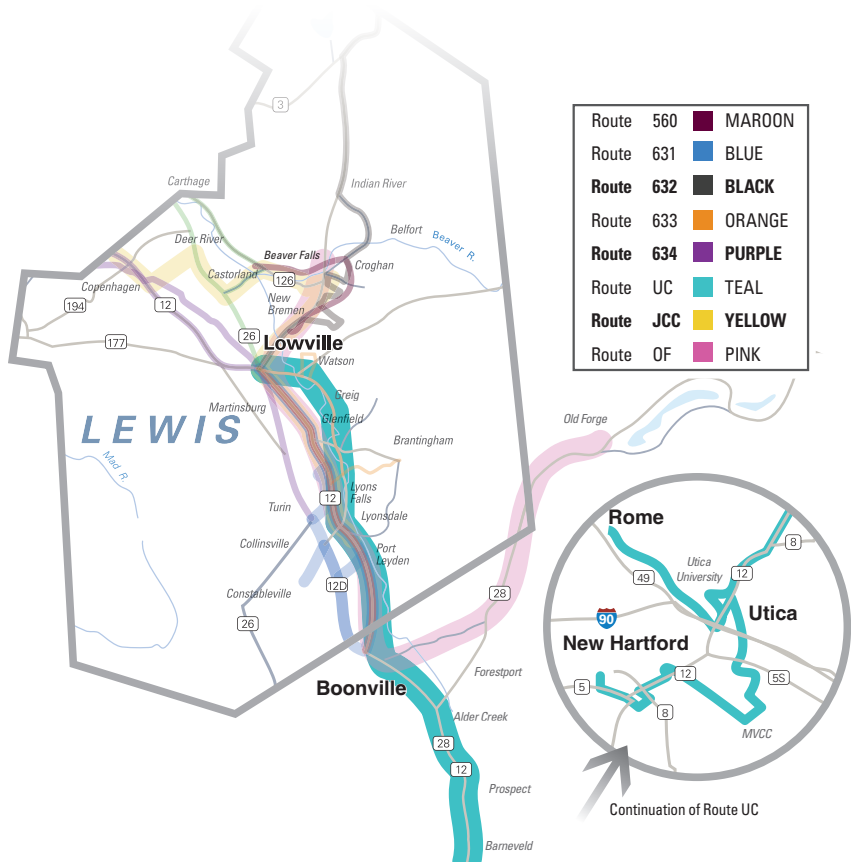 3
Carthage
Indian River
Deer River
Beaver Falls
Belfort
Beaver R.
Croghan
Castorland
126
Copenhagen
New
Bremen
194
12
177
26
Lowville
Watson
Greig
Martinsburg
Glenfield
LEWIS
Brantingham
Mad R.
12
Lyons
Falls
Turin
Lyonsdale
Collinsville
Port
Leyden
12D
Constableville
26
Boonville
28
Old Forge
Forestport
Alder Creek
28
12
Prospect
Barneveld
Route 560 MAROON
Route 631 BLUE
Route 632 BLACK
Route 633 ORANGE
Route 634 PURPLE
Route UC TEAL
Route JCC YELLOW
Route OF PINK
Rome
8
Utica
University
12
49
90
Utica
New Hartford
12
5S
5
8
MVCC
Continuation of Route UC